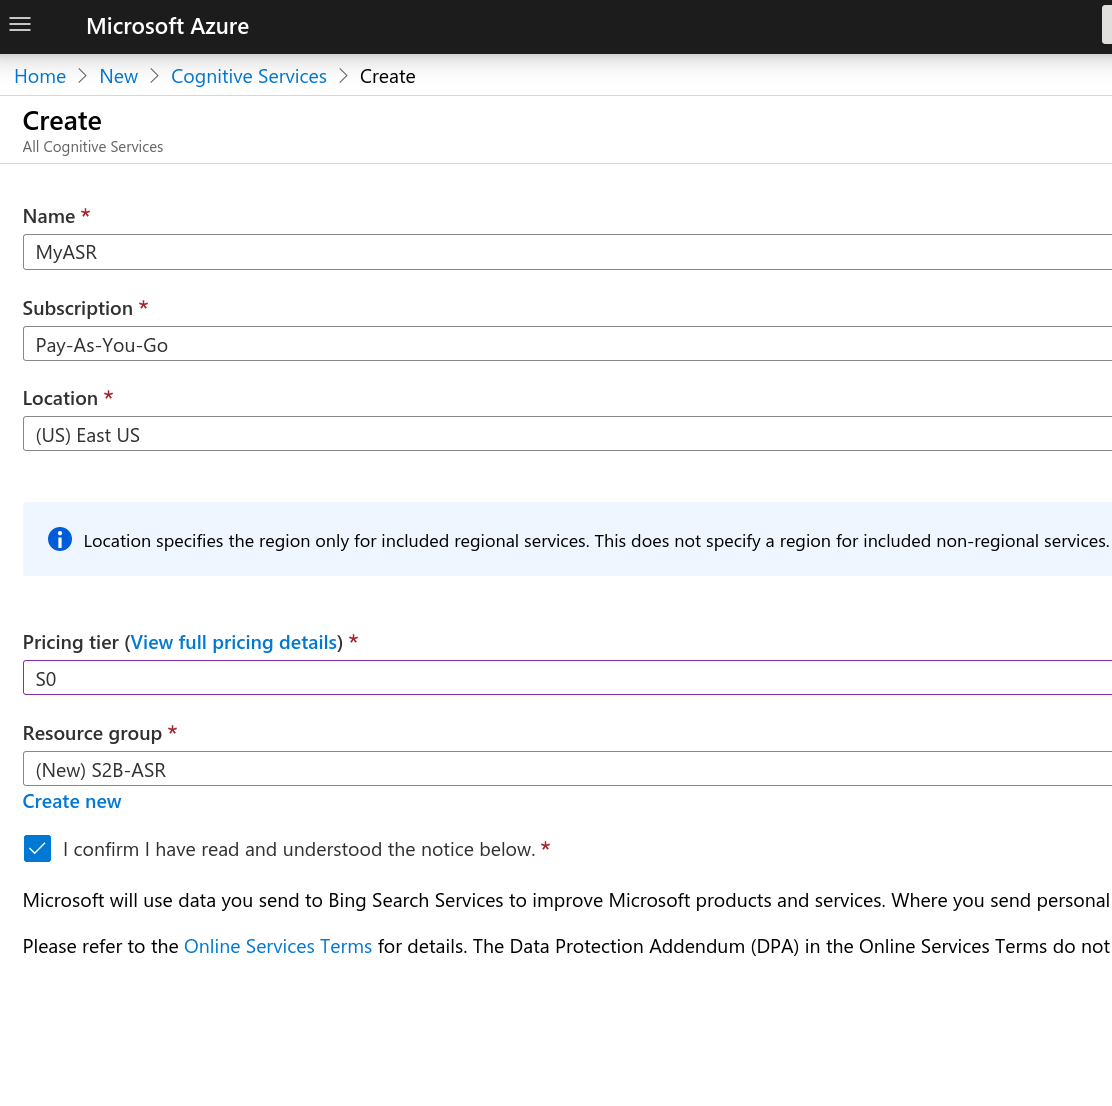 Microsoft Azure
Home > New > Cognitive Services > Create
Create
All Cognitive Services
Name *
MyASR
Subscription *
Pay-As-You-Go
Location *
(US) East US
Location specifies the region only for included regional services. This does not specify a region for included non-regional services.
Pricing tier (View full pricing details) *
S0
Resource group *
(New) S2B-ASR
Create new
I confirm I have read and understood the notice below. *
Microsoft will use data you send to Bing Search Services to improve Microsoft products and services. Where you send personal
Please refer to the Online Services Terms for details. The Data Protection Addendum (DPA) in the Online Services Terms do not